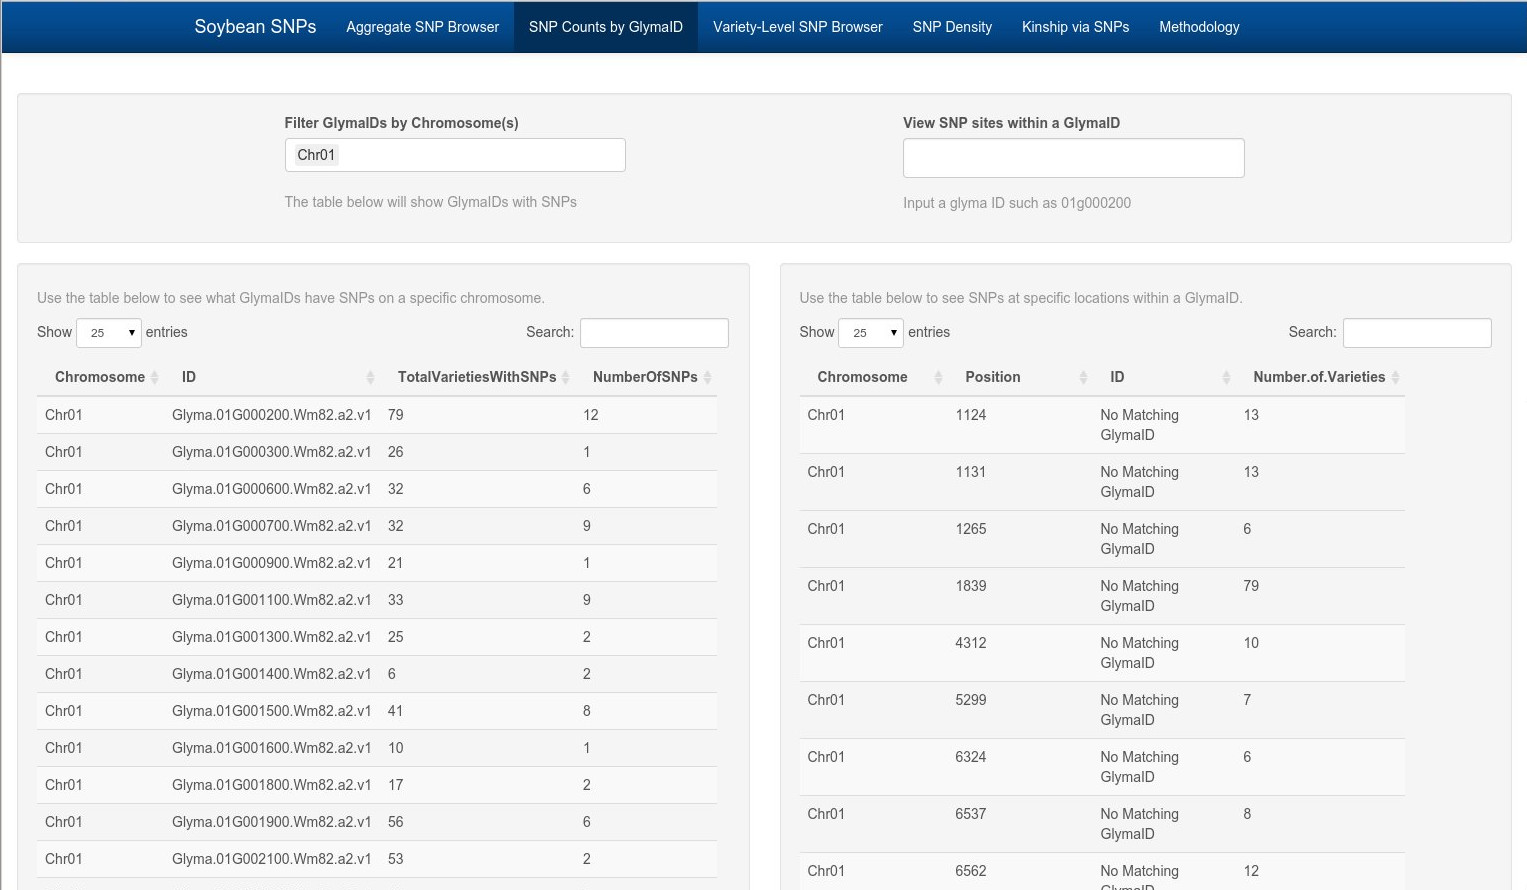 Soybean SNPs Aggregate SNP Browser SNP Counts by GlymaID Variety-Level SNP Browser SNP Density Kinship via SNPs Methodology
Filter GlymaIDs by Chromosome(s)
Chr01
The table below will show GlymaIDs with SNPs
View SNP sites within a GlymaID
Input a glyma ID such as 01g000200
Use the table below to see what GlymaIDs have SNPs on a specific chromosome.
Show 25 entries Search:
Chromosome ID TotalVarietiesWithSNPs NumberOfSNPs
Chr01 Glyma.01G000200.Wm82.a2.v1 79 12
Chr01 Glyma.01G000300.Wm82.a2.v1 26 1
Chr01 Glyma.01G000600.Wm82.a2.v1 32 6
Chr01 Glyma.01G000700.Wm82.a2.v1 32 9
Chr01 Glyma.01G000900.Wm82.a2.v1 21 1
Chr01 Glyma.01G001100.Wm82.a2.v1 33 9
Chr01 Glyma.01G001300.Wm82.a2.v1 25 2
Chr01 Glyma.01G001400.Wm82.a2.v1 6 2
Chr01 Glyma.01G001500.Wm82.a2.v1 41 8
Chr01 Glyma.01G001600.Wm82.a2.v1 10 1
Chr01 Glyma.01G001800.Wm82.a2.v1 17 2
Chr01 Glyma.01G001900.Wm82.a2.v1 56 6
Chr01 Glyma.01G002100.Wm82.a2.v1 53 2
Use the table below to see SNPs at specific locations within a GlymaID.
Show 25 entries Search:
Chromosome Position ID Number.of.Varieties
Chr01 1124 No Matching 13
GlymaID
Chr01 1131 No Matching 13
GlymaID
Chr01 1265 No Matching 6
GlymaID
Chr01 1839 No Matching 79
GlymaID
Chr01 4312 No Matching 10
GlymaID
Chr01 5299 No Matching 7
GlymaID
Chr01 6324 No Matching 6
GlymaID
Chr01 6537 No Matching 8
GlymaID
Chr01 6562 No Matching 12
GlymaID